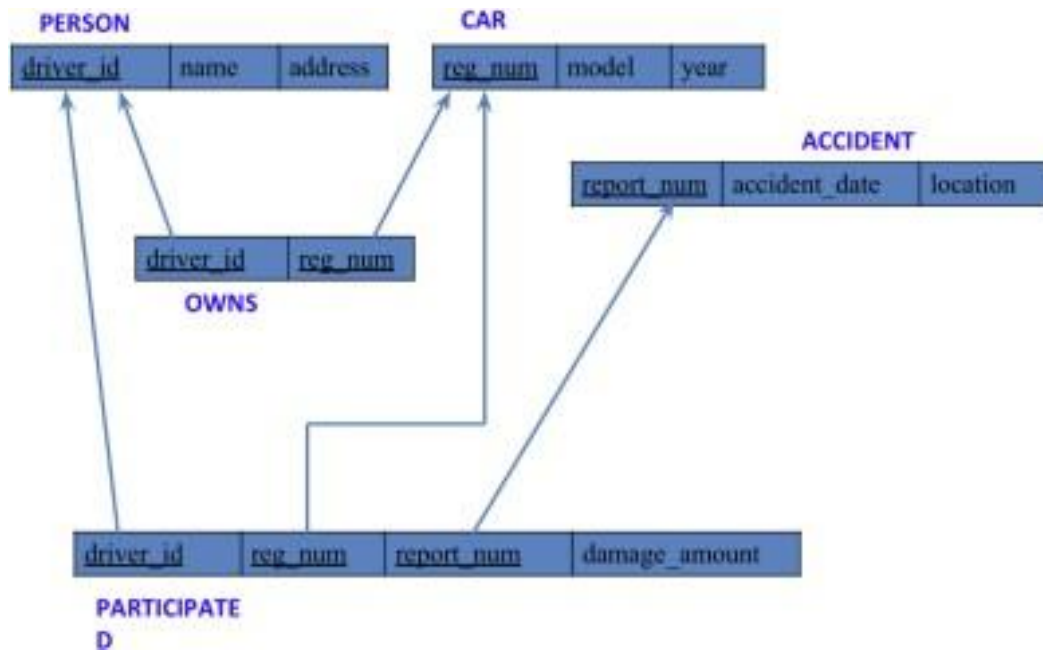 PERSON
driver_id name address
CAR
reg_num model year
ACCIDENT
report_num accident_date location
driver_id reg_num
OWNS
driver_id reg_num report_num damage_amount
PARTICIPATE
D